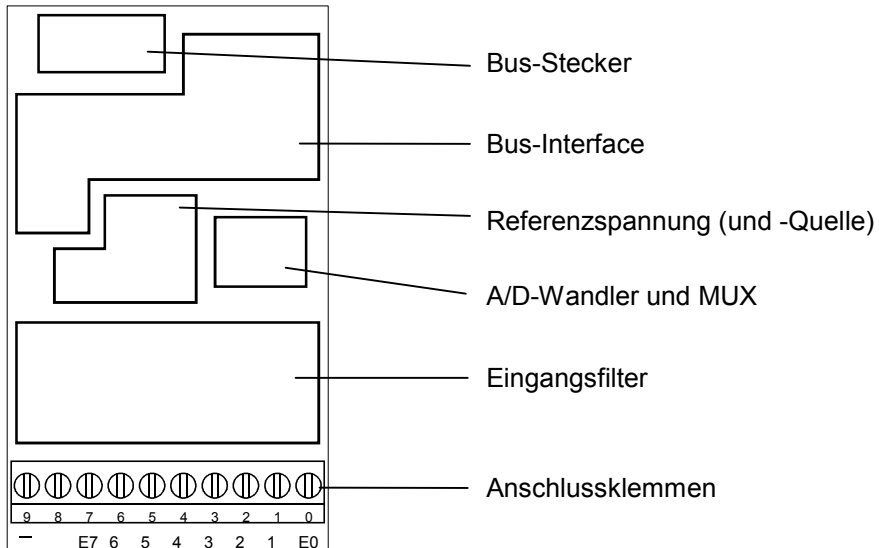 Bus-Stecker
Bus-Interface
Referenzspannung (und -Quelle)
A/D-Wandler und MUX
Eingangsfilter
Anschlussklemmen
9 8 7 6 5 4 3 2 1 0
– E7 6 5 4 3 2 1 E0